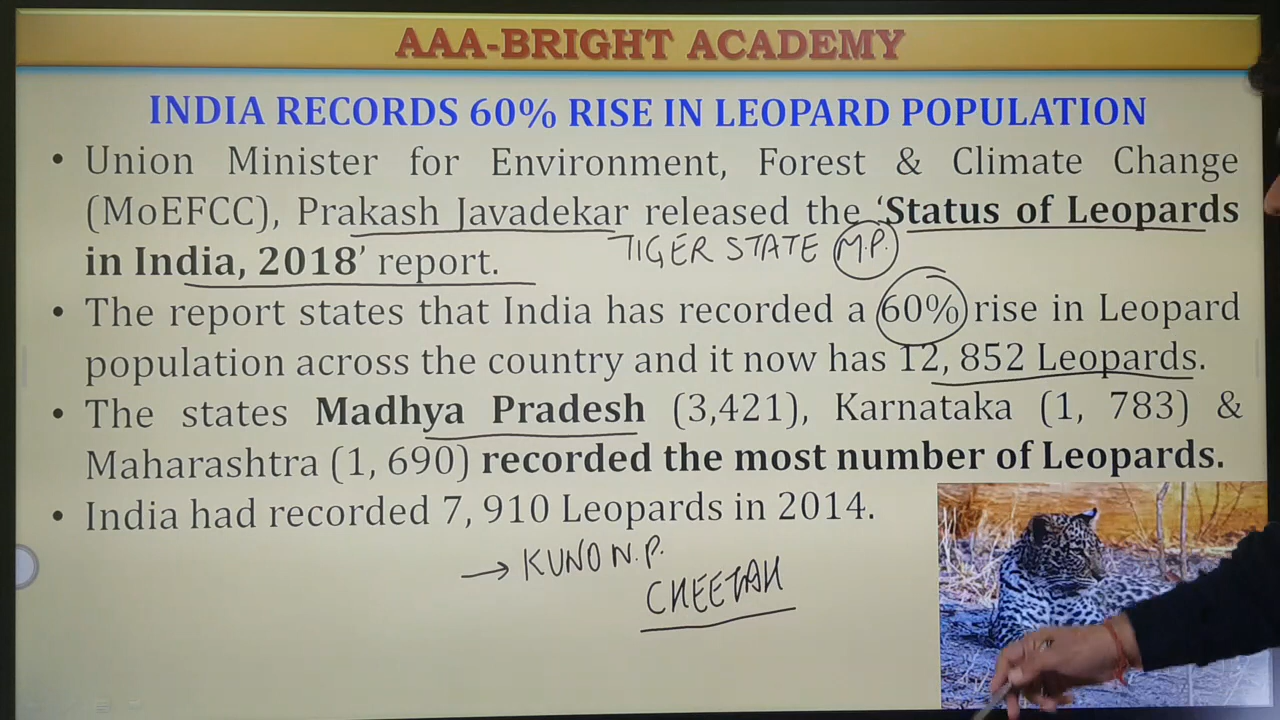 AAA-BRIGHT ACADEMY
INDIA RECORDS 60% RISE IN LEOPARD POPULATION
• Union Minister for Environment, Forest & Climate Change
(MoEFCC), Prakash Javadekar released the ‘Status of Leopards
in India, 2018’ report.
TIGER STATE M.P.
• The report states that India has recorded a 60% rise in Leopard
population across the country and it now has 12, 852 Leopards.
• The states Madhya Pradesh (3,421), Karnataka (1, 783) &
Maharashtra (1, 690) recorded the most number of Leopards.
• India had recorded 7, 910 Leopards in 2014.
→ KUNO N.P.
CHEETAH